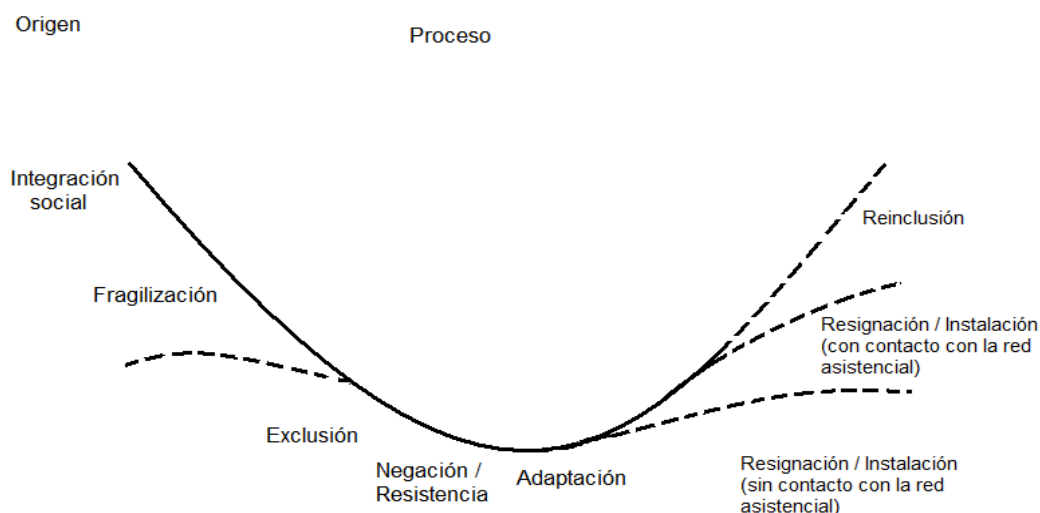 Origen
Proceso
Integración
social
Fragilización
Exclusión
Negación /
Resistencia
Adaptación
Reinclusión
Resignación / Instalación
(con contacto con la red
asistencial)
Resignación / Instalación
(sin contacto con la red
asistencial)